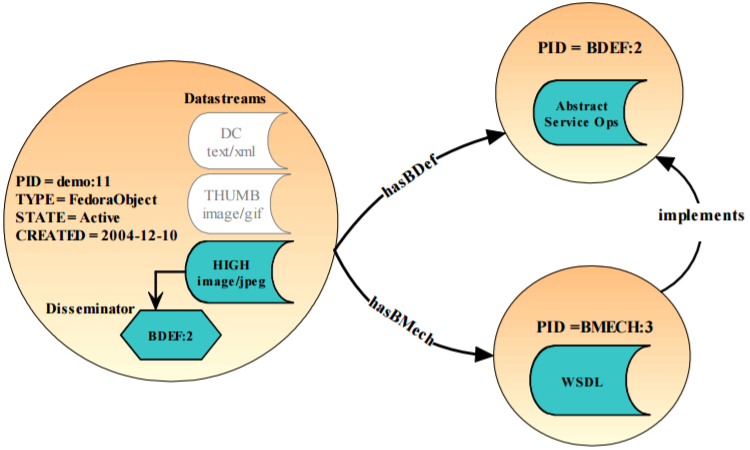 Datastreams
DC
text/xml
THUMB
image/gif
PID = demo:11
TYPE = FedoraObject
STATE = Active
CREATED = 2004-12-10
HIGH
image/jpeg
Disseminator
BDEF:2
hasBDef
hasBMech
PID = BDEF:2
Abstract
Service Ops
implements
PID =BMECH:3
WSDL